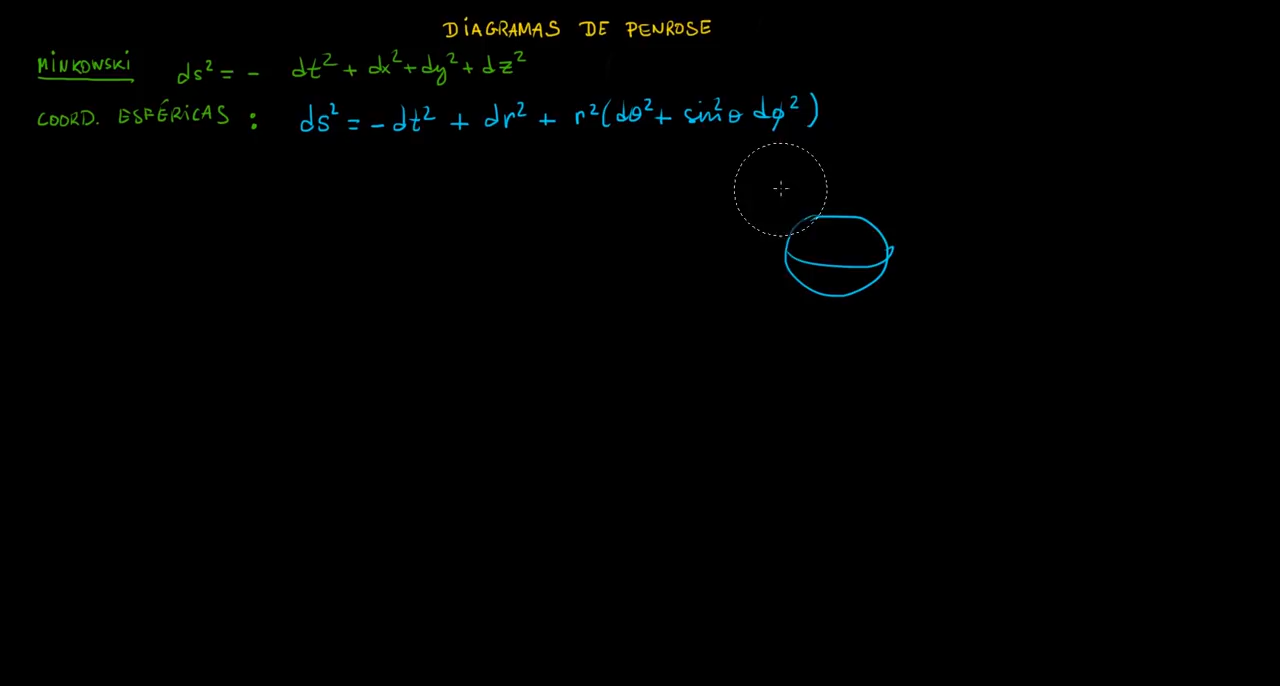 DIAGRAMAS DE PENROSE
MINKOWSKI ds² = - dt² + dx² + dy² + dz²
COORD. ESFÉRICAS : ds² = - dt² + dr² + r² (dθ² + sin²θ dϕ²)